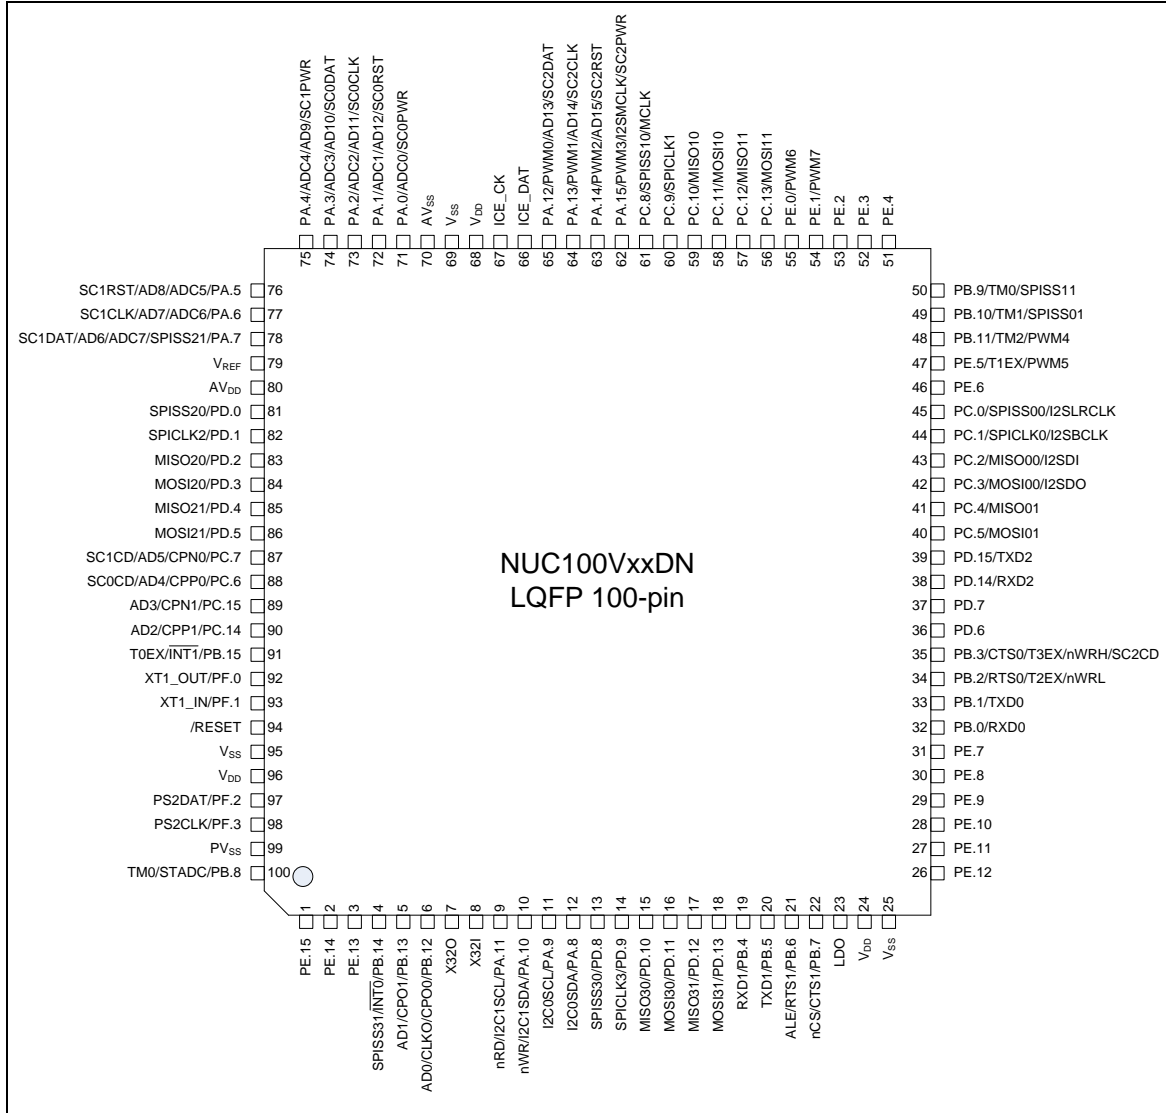 PA.4/ADC4/AD9/SC1PWR
PA.3/ADC3/AD10/SC0DAT
PA.2/ADC2/AD11/SC0CLK
PA.1/ADC1/AD12/SC0RST
PA.0/ADC0/SC0PWR
AVSS
VSS
VDD
ICE_CK
ICE_DAT
PA.12/PWM0/AD13/SC2DAT
PA.13/PWM1/AD14/SC2CLK
PA.14/PWM2/AD15/SC2RST
PA.15/PWM3/I2SMCLK/SC2PWR
PC.8/SPISS10/MCLK
PC.9/SPICLK1
PC.10/MISO10
PC.11/MOSI10
PC.12/MISO11
PC.13/MOSI11
PE.0/PWM6
PE.1/PWM7
PE.2
PE.3
PE.4
75 74 73 72 71 70 69 68 67 66 65 64 63 62 61 60 59 58 57 56 55 54 53 52 51
SC1RST/AD8/ADC5/PA.5 76
SC1CLK/AD7/ADC6/PA.6 77
SC1DAT/AD6/ADC7/SPISS21/PA.7 78
VREF 79
AVDD 80
SPISS20/PD.0 81
SPICLK2/PD.1 82
MISO20/PD.2 83
MOSI20/PD.3 84
MISO21/PD.4 85
MOSI21/PD.5 86
SC1CD/AD5/CPN0/PC.7 87
SC0CD/AD4/CPP0/PC.6 88
AD3/CPN1/PC.15 89
AD2/CPP1/PC.14 90
T0EX/INT1/PB.15 91
XT1_OUT/PF.0 92
XT1_IN/PF.1 93
/RESET 94
VSS 95
VDD 96
PS2DAT/PF.2 97
PS2CLK/PF.3 98
PVSS 99
TM0/STADC/PB.8 100
NUC100VxxDN
LQFP 100-pin
50 PB.9/TM0/SPISS11
49 PB.10/TM1/SPISS01
48 PB.11/TM2/PWM4
47 PE.5/T1EX/PWM5
46 PE.6
45 PC.0/SPISS00/I2SLRCLK
44 PC.1/SPICLK0/I2SBCLK
43 PC.2/MISO00/I2SDI
42 PC.3/MOSI00/I2SDO
41 PC.4/MISO01
40 PC.5/MOSI01
39 PD.15/TXD2
38 PD.14/RXD2
37 PD.7
36 PD.6
35 PB.3/CTS0/T3EX/nWRH/SC2CD
34 PB.2/RTS0/T2EX/nWRL
33 PB.1/TXD0
32 PB.0/RXD0
31 PE.7
30 PE.8
29 PE.9
28 PE.10
27 PE.11
26 PE.12
1 2 3 4 5 6 7 8 9 10 11 12 13 14 15 16 17 18 19 20 21 22 23 24 25
PE.15
PE.14
PE.13
SPISS31/INT0/PB.14
AD1/CPO1/PB.13
AD0/CLKO/CPO0/PB.12
X32O
X32I
nRD/I2C1SCL/PA.11
nWR/I2C1SDA/PA.10
I2C0SCL/PA.9
I2C0SDA/PA.8
SPISS30/PD.8
SPICLK3/PD.9
MISO30/PD.10
MOSI30/PD.11
MISO31/PD.12
MOSI31/PD.13
RXD1/PB.4
TXD1/PB.5
ALE/RTS1/PB.6
nCS/CTS1/PB.7
LDO
VDD
VSS